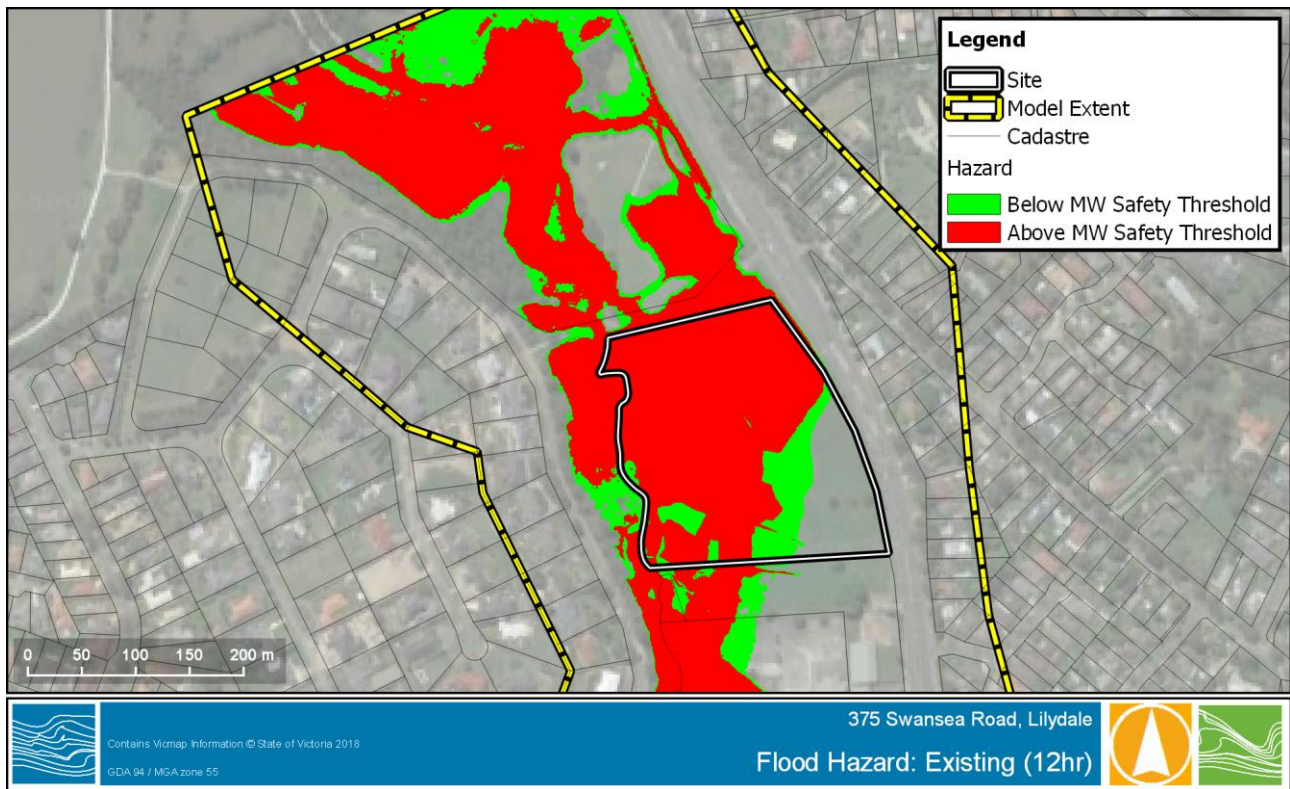 Legend
Site
Model Extent
Cadastre
Hazard
Below MW Safety Threshold
Above MW Safety Threshold
0 50 100 150 200 m
375 Swansea Road, Lilydale
Contains Vicmap Information © State of Victoria 2018
Flood Hazard: Existing (12hr)
GDA 94 / MGA zone 55